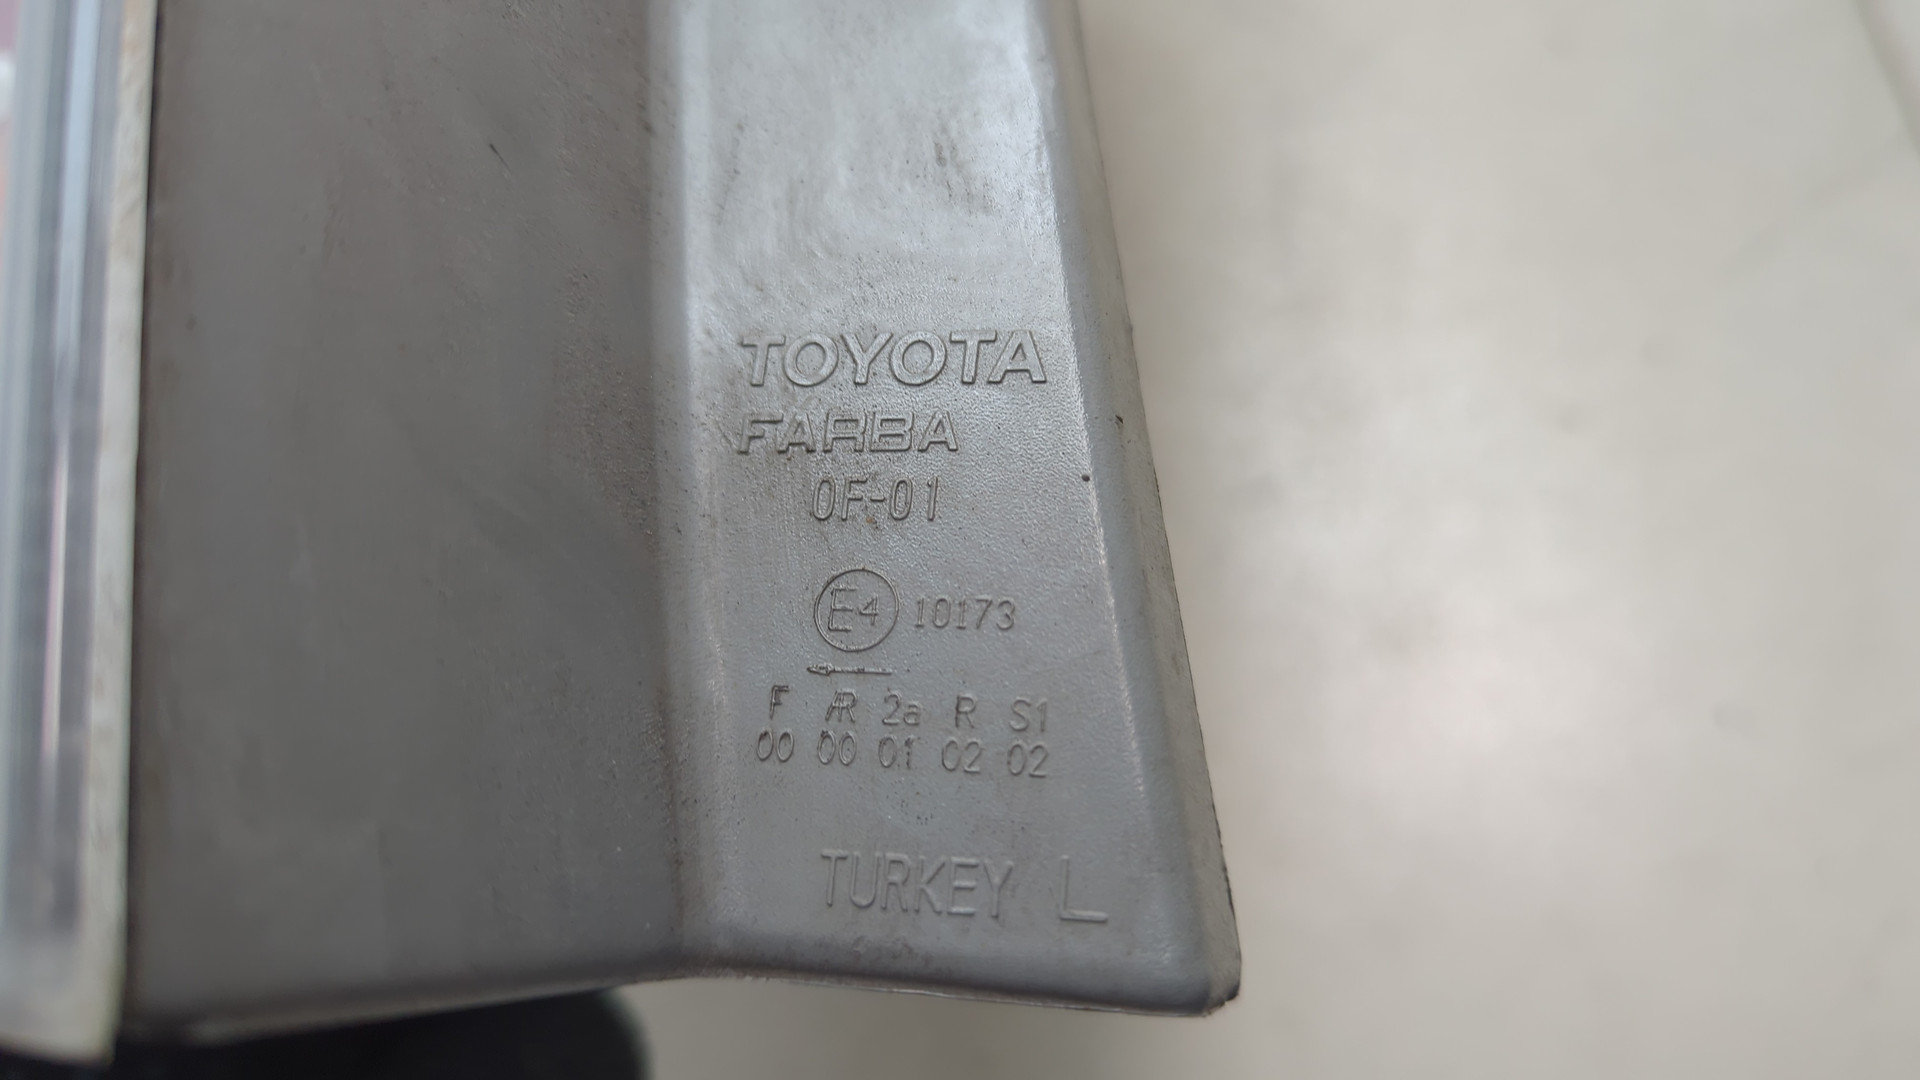 TOYOTA
FARBA
0F-01
E4 10173
F AR 2a R S1
00 00 01 02 02
TURKEY L